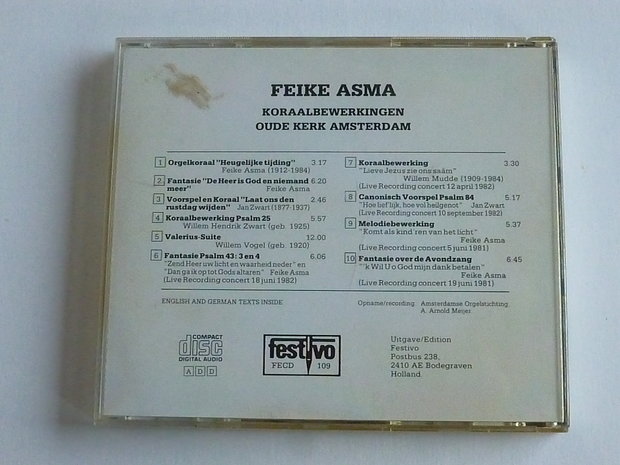 FEIKE ASMA
KORAALBEWERKINGEN
OUDE KERK AMSTERDAM
1 Orgelkoraal "Heugelijke tijding" 3.17
Feike Asma (1912-1984)
2 Fantasie "De Heer is God en niemand 6.20
meer" Feike Asma
3 Voorspel en Koraal "Laat ons den 2.46
rustdag wijden" Jan Zwart (1877-1937)
4 Koraalbewerking Psalm 25 5.57
Willem Hendrik Zwart (geb. 1925)
5 Valerius-Suite 12.00
Willem Vogel (geb. 1920)
6 Fantasie Psalm 43: 3 en 4 6.06
"Zend Heer uw licht en waarheid neder" en
"Dan ga ik op tot Gods altaren" Feike Asma
(Live Recording concert 18 juni 1982)
7 Koraalbewerking 3.30
"Lieve Jezus zie ons saâm"
Willem Mudde (1909-1984)
(Live Recording concert 12 april 1982)
8 Canonisch Voorspel Psalm 84 5.17
"Hoe lief'lijk, hoe vol heilgenot" Jan Zwart
(Live Recording concert 10 september 1982)
9 Melodiebewerking 5.37
"Komt als kind'ren van het licht"
Feike Asma
(Live Recording concert 5 juni 1981)
10 Fantasie over de Avondzang 6.45
"'k Wil U o God mijn dank betalen"
Feike Asma
(Live Recording concert 19 juni 1981)
ENGLISH AND GERMAN TEXTS INSIDE
Opname/recording: Amsterdamse Orgelstichting.
A. Arnold Meijer
COMPACT
disc
DIGITAL AUDIO
A D D
festivo
FECD 109
Uitgave/Edition
Festivo
Postbus 238,
2410 AE Bodegraven
Holland.